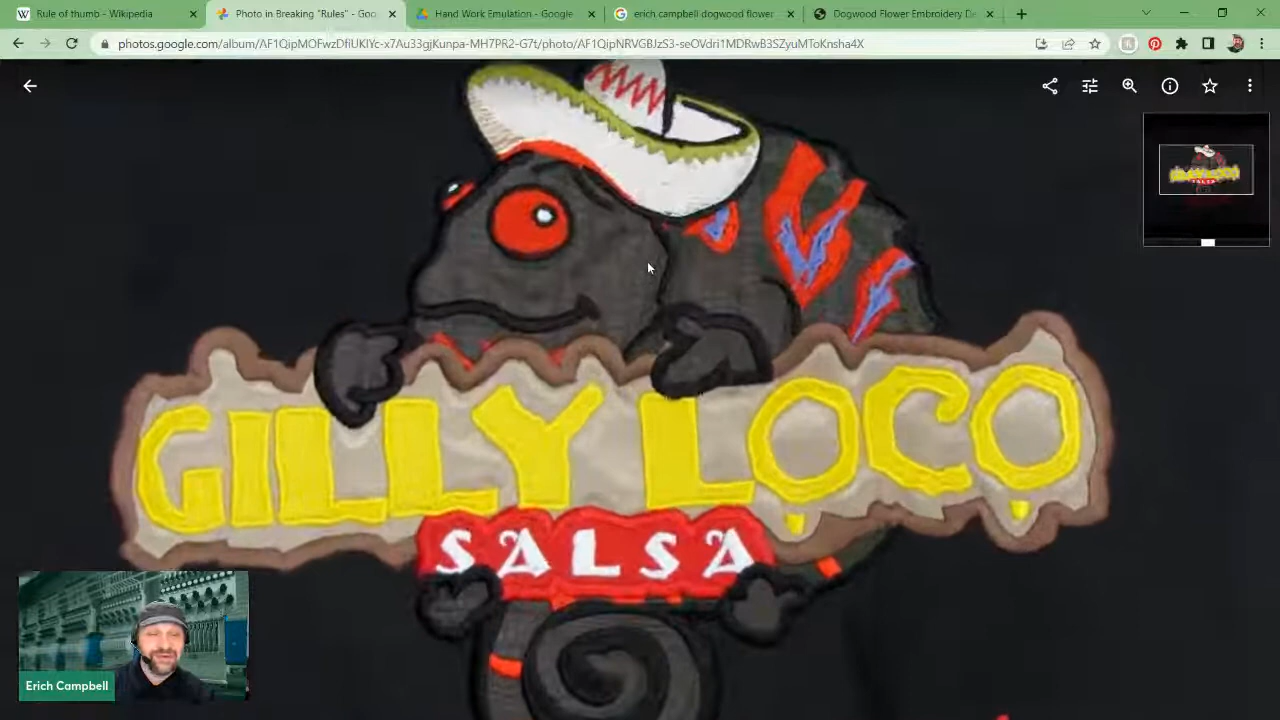 Rule of thumb - Wikipedia
Photo in Breaking "Rules" - Goo
Hand Work Emulation - Google
erich campbell dogwood flower
Dogwood Flower Embroidery De
photos.google.com/album/AF1QipMOFwzDfiUKlYc-x7Au33gjKunpa-MH7PR2-G7t/photo/AF1QipNRVGBJzS3-seOVdri1MDRwB3SZyuMToKnsha4X
GILLY LOCO
SALSA
Erich Campbell